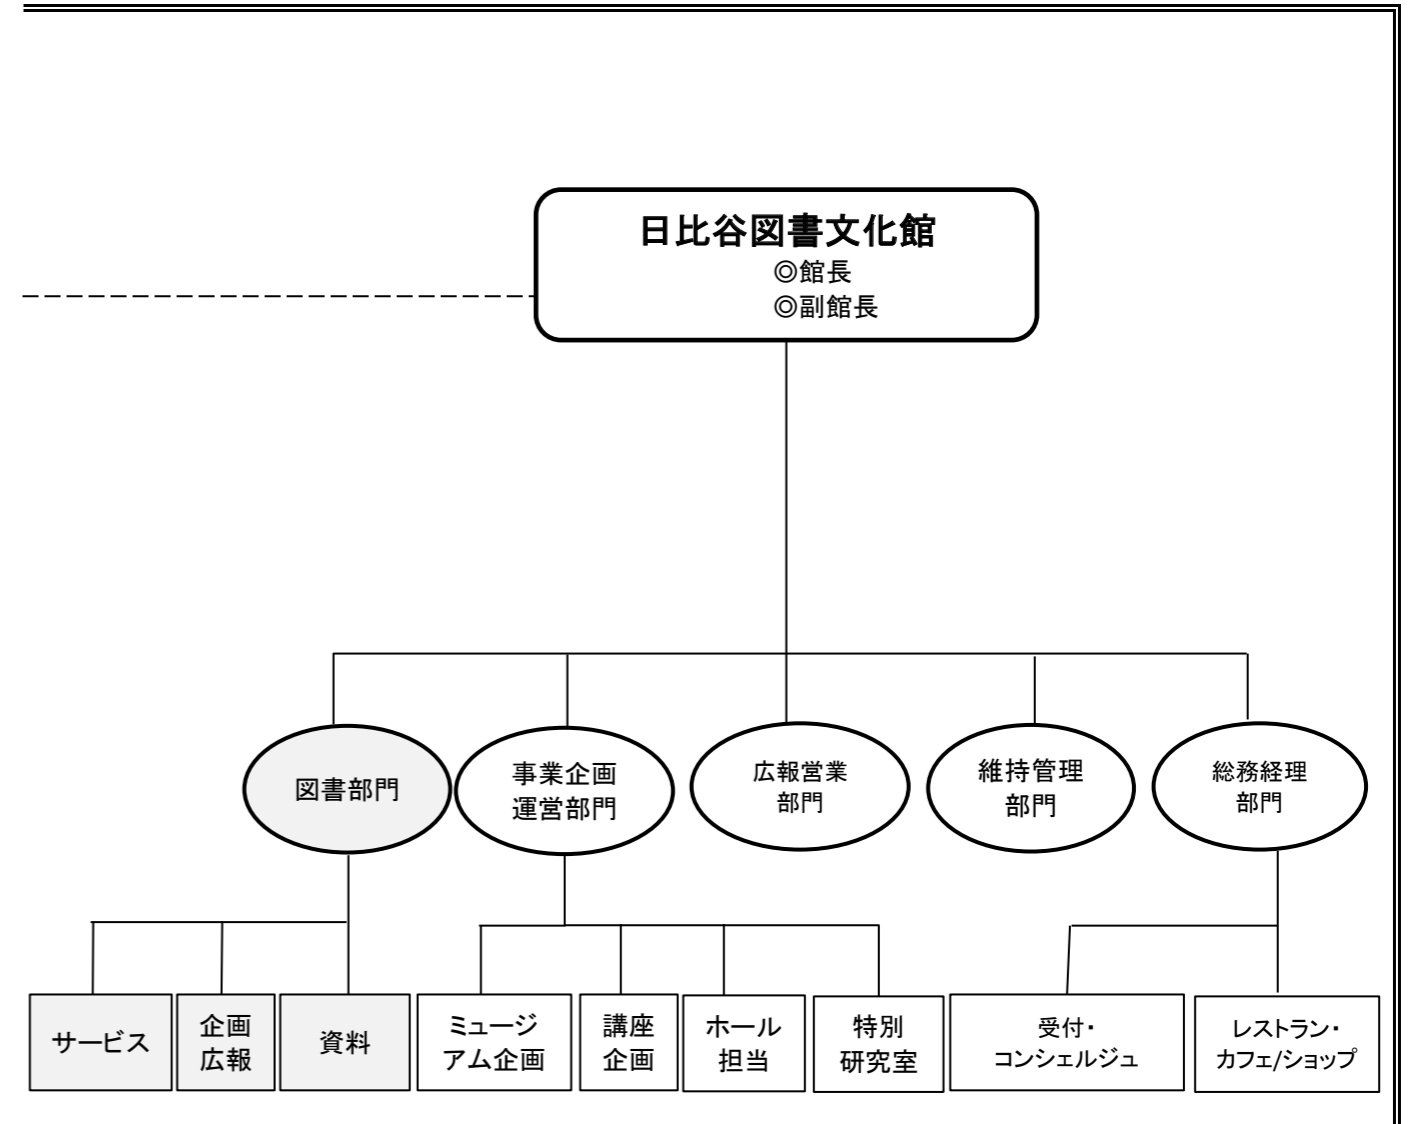 日比谷図書文化館
◎館長
◎副館長
図書部門
事業企画
運営部門
広報営業
部門
維持管理
部門
総務経理
部門
サービス
企画
広報
資料
ミュージ
アム企画
講座
企画
ホール
担当
特別
研究室
受付・
コンシェルジュ
レストラン・
カフェ/ショップ